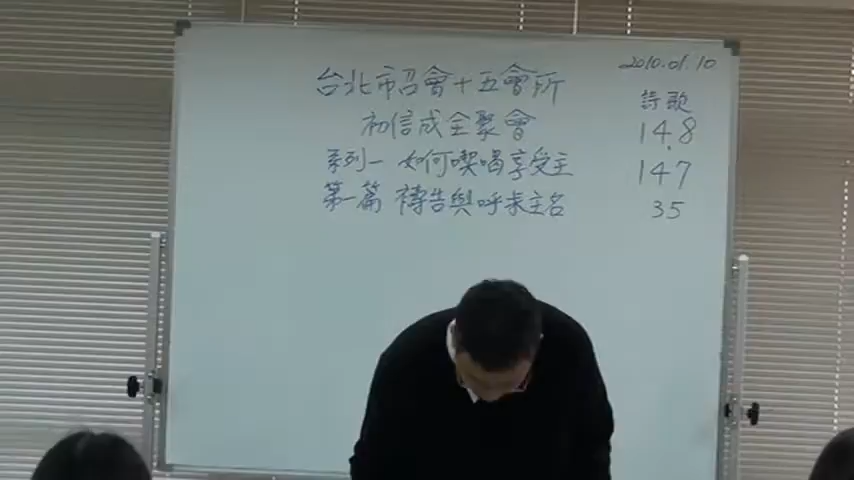 台北市召會十五會所
初信成全聚會
系列一 如何喫喝享受主
第一篇 禱告與呼求主名
2010.01.10
詩歌
148
147
35